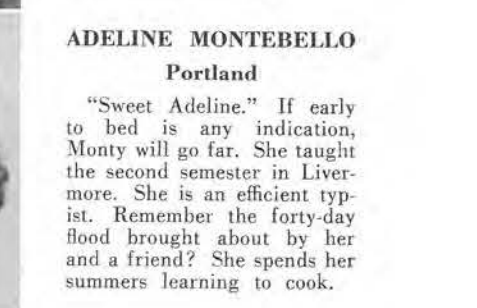 ADELINE MONTEBELLO
Portland
“Sweet Adeline.” If early
to bed is any indication,
Monty will go far. She taught
the second semester in Liver-
more. She is an efficient typ-
ist. Remember the forty-day
flood brought about by her
and a friend? She spends her
summers learning to cook.